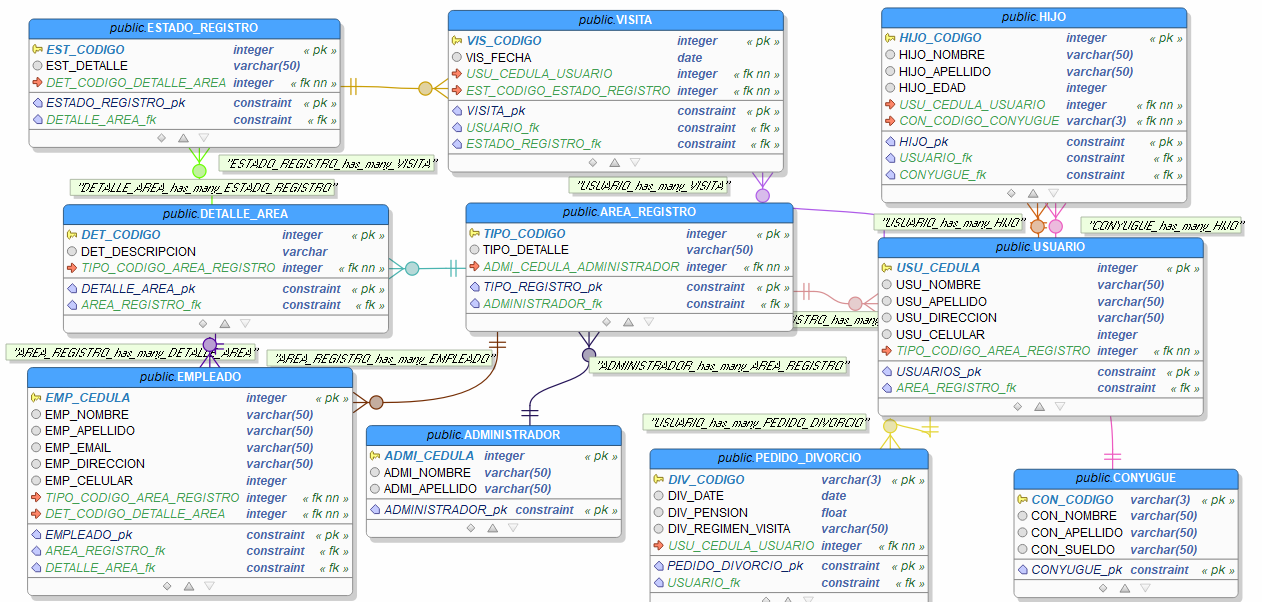 public.ESTADO_REGISTRO
EST_CODIGO integer « pk »
EST_DETALLE varchar(50)
DET_CODIGO_DETALLE_AREA integer « fk nn »
ESTADO_REGISTRO_pk constraint « pk »
DETALLE_AREA_fk constraint « fk »
public.VISITA
VIS_CODIGO integer « pk »
VIS_FECHA date
USU_CEDULA_USUARIO integer « fk nn »
EST_CODIGO_ESTADO_REGISTRO integer « fk nn »
VISITA_pk constraint « pk »
USUARIO_fk constraint « fk »
ESTADO_REGISTRO_fk constraint « fk »
public.HIJO
HIJO_CODIGO integer « pk »
HIJO_NOMBRE varchar(50)
HIJO_APELLIDO varchar(50)
HIJO_EDAD integer
USU_CEDULA_USUARIO integer « fk nn »
CON_CODIGO_CONYUGUE varchar(3) « fk nn »
HIJO_pk constraint « pk »
USUARIO_fk constraint « fk »
CONYUGUE_fk constraint « fk »
"ESTADO_REGISTRO_has_many_VISITA"
"DETALLE_AREA_has_many_ESTADO_REGISTRO"
"USUARIO_has_many_VISITA"
"USUARIO_has_many_HIJO"
"CONYUGUE_has_many_HIJO"
public.DETALLE_AREA
DET_CODIGO integer « pk »
DET_DESCRIPCION varchar
TIPO_CODIGO_AREA_REGISTRO integer « fk nn »
DETALLE_AREA_pk constraint « pk »
AREA_REGISTRO_fk constraint « fk »
public.AREA_REGISTRO
TIPO_CODIGO integer « pk »
TIPO_DETALLE varchar(50)
ADMI_CEDULA_ADMINISTRADOR integer « fk nn »
TIPO_REGISTRO_pk constraint « pk »
ADMINISTRADOR_fk constraint « fk »
public.USUARIO
USU_CEDULA integer « pk »
USU_NOMBRE varchar(50)
USU_APELLIDO varchar(50)
USU_DIRECCION varchar(50)
USU_CELULAR integer
TIPO_CODIGO_AREA_REGISTRO integer « fk nn »
USUARIOS_pk constraint « pk »
AREA_REGISTRO_fk constraint « fk »
STRO_has_many
"AREA_REGISTRO_has_many_DETALLE_AREA"
"AREA_REGISTRO_has_many_EMPLEADO"
"ADMINISTRADOR_has_many_AREA_REGISTRO"
public.EMPLEADO
EMP_CEDULA integer « pk »
EMP_NOMBRE varchar(50)
EMP_APELLIDO varchar(50)
EMP_EMAIL varchar(50)
EMP_DIRECCION varchar(50)
EMP_CELULAR integer
TIPO_CODIGO_AREA_REGISTRO integer « fk nn »
DET_CODIGO_DETALLE_AREA integer « fk nn »
EMPLEADO_pk constraint « pk »
AREA_REGISTRO_fk constraint « fk »
DETALLE_AREA_fk constraint « fk »
public.ADMINISTRADOR
ADMI_CEDULA integer « pk »
ADMI_NOMBRE varchar(50)
ADMI_APELLIDO varchar(50)
ADMINISTRADOR_pk constraint « pk »
"USUARIO_has_many_PEDIDO_DIVORCIO"
public.PEDIDO_DIVORCIO
DIV_CODIGO varchar(3) « pk »
DIV_DATE date
DIV_PENSION float
DIV_REGIMEN_VISITA varchar(50)
USU_CEDULA_USUARIO integer « fk nn »
PEDIDO_DIVORCIO_pk constraint « pk »
USUARIO_fk constraint « fk »
public.CONYUGUE
CON_CODIGO varchar(3) « pk »
CON_NOMBRE varchar(50)
CON_APELLIDO varchar(50)
CON_SUELDO varchar(50)
CONYUGUE_pk constraint « pk »